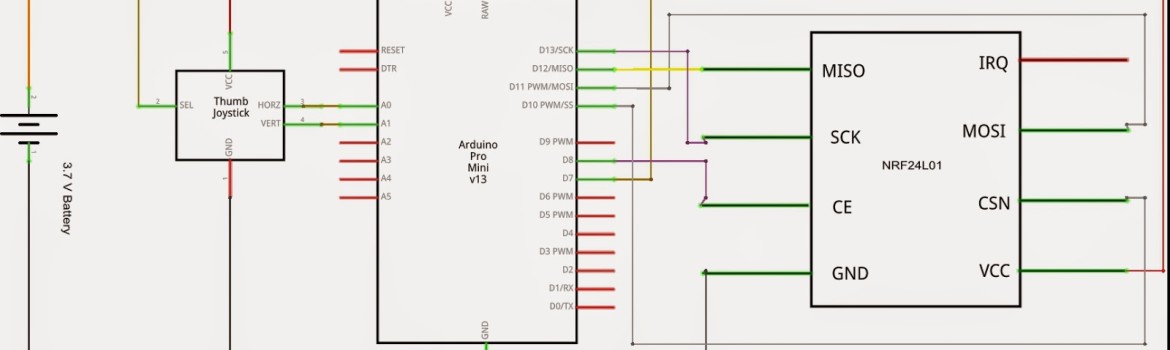 VCC
RAW
2
1
3.7 V Battery
2
SEL
5
VCC
Thumb
Joystick
HORZ
3
VERT
4
GND
1
RESET
DTR
A0
A1
A2
A3
A4
A5
Arduino
Pro
Mini
v13
D13/SCK
D12/MISO
D11 PWM/MOSI
D10 PWM/SS
D9 PWM
D8
D7
D6 PWM
D5 PWM
D4
D3 PWM
D2
D1/RX
D0/TX
GND
MISO
SCK
CE
GND
NRF24L01
IRQ
MOSI
CSN
VCC